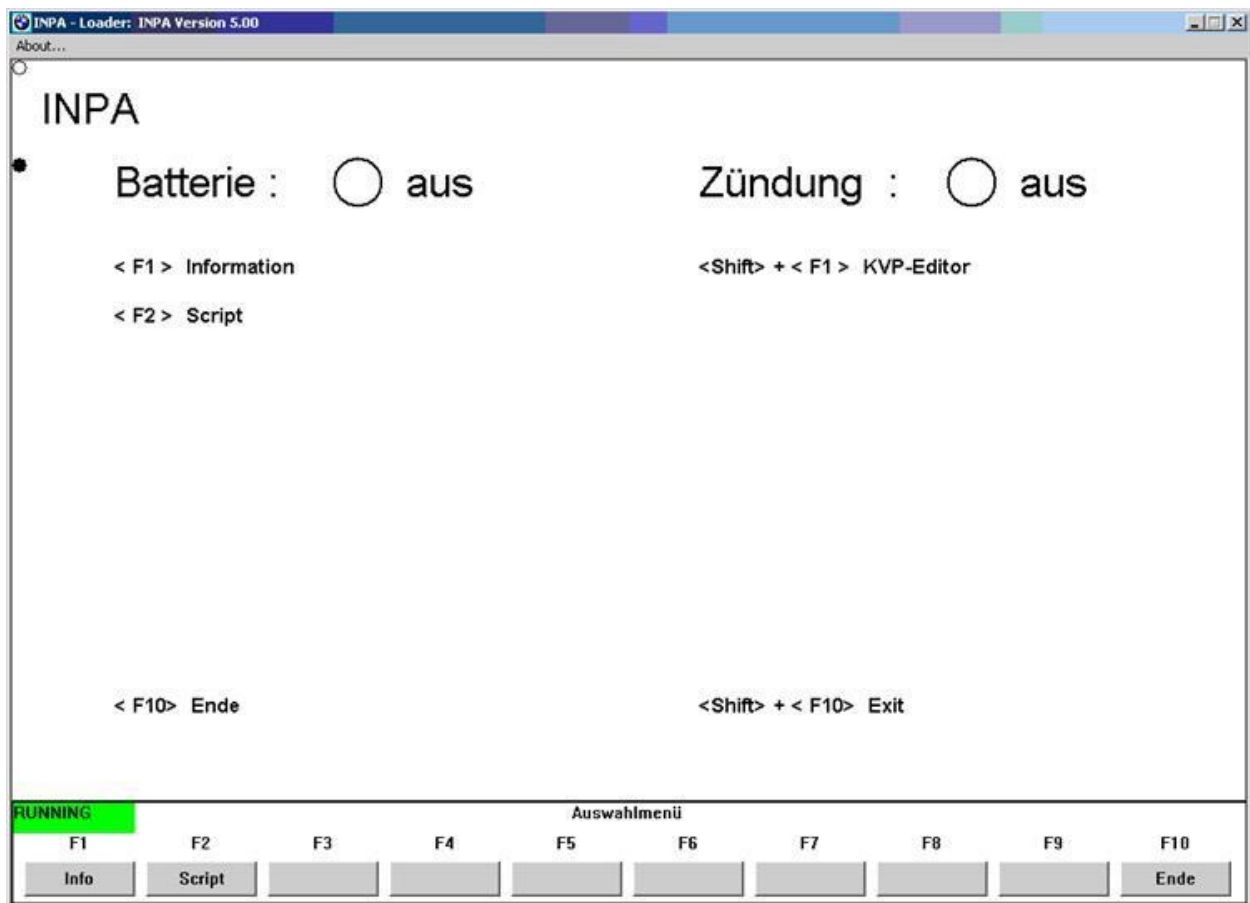 INPA - Loader: INPA Version 5.00
About...
INPA
Batterie : aus Zündung : aus
< F1 > Information <Shift> + < F1 > KVP-Editor
< F2 > Script
< F10> Ende <Shift> + < F10> Exit
RUNNING Auswahlmenü
F1 F2 F3 F4 F5 F6 F7 F8 F9 F10
Info Script Ende